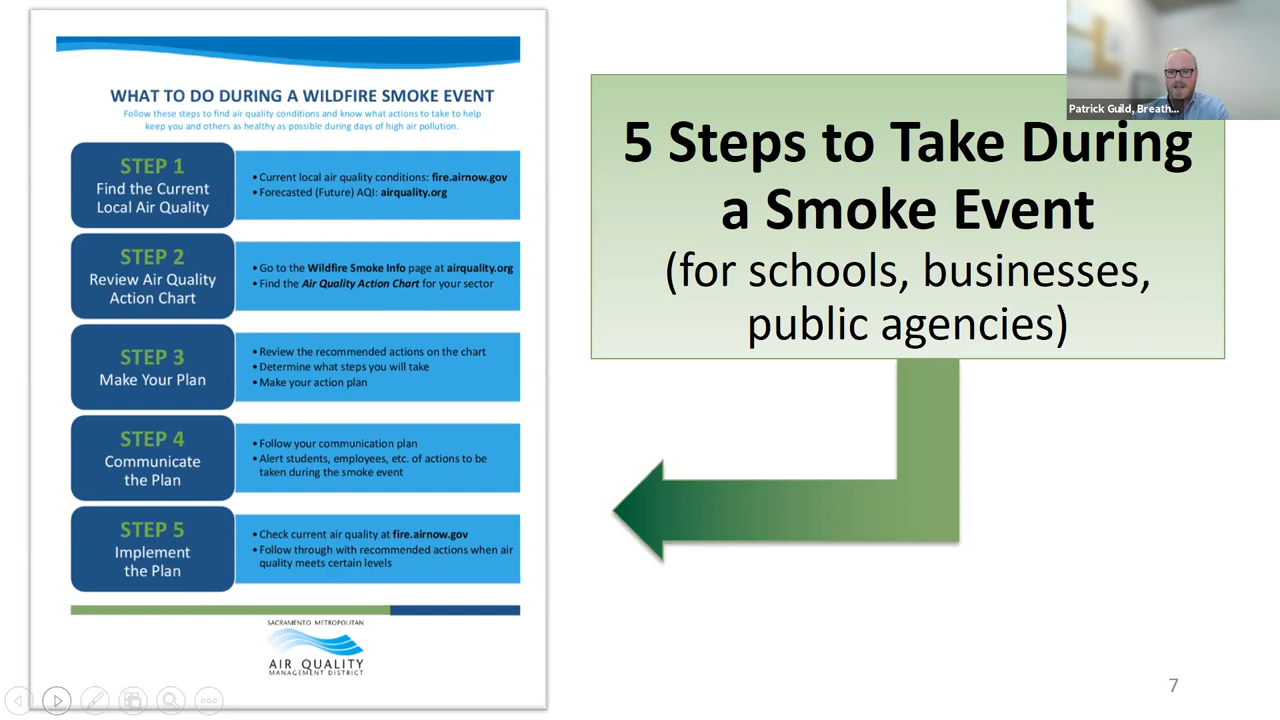 WHAT TO DO DURING A WILDFIRE SMOKE EVENT
Follow these steps to find air quality conditions and know what actions to take to help
keep you and others as healthy as possible during days of high air pollution.
STEP 1
Find the Current
Local Air Quality
• Current local air quality conditions: fire.airnow.gov
• Forecasted (Future) AQI: airquality.org
STEP 2
Review Air Quality
Action Chart
• Go to the Wildfire Smoke Info page at airquality.org
• Find the Air Quality Action Chart for your sector
STEP 3
Make Your Plan
• Review the recommended actions on the chart
• Determine what steps you will take
• Make your action plan
STEP 4
Communicate
the Plan
• Follow your communication plan
• Alert students, employees, etc. of actions to be
taken during the smoke event
STEP 5
Implement
the Plan
• Check current air quality at fire.airnow.gov
• Follow through with recommended actions when air
quality meets certain levels
SACRAMENTO METROPOLITAN
AIR QUALITY
MANAGEMENT DISTRICT
5 Steps to Take During
a Smoke Event
(for schools, businesses,
public agencies)
Patrick Guild, Breath...
7